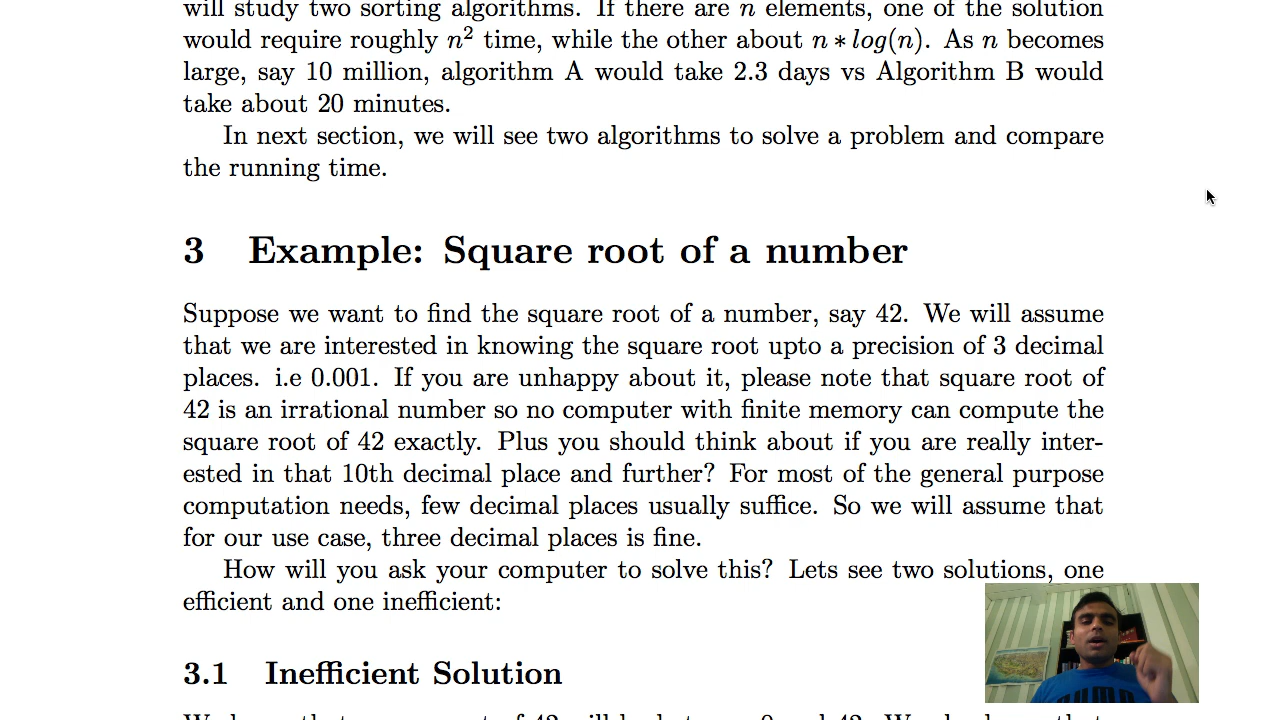 will study two sorting algorithms. If there are n elements, one of the solution
would require roughly n² time, while the other about n * log(n). As n becomes
large, say 10 million, algorithm A would take 2.3 days vs Algorithm B would
take about 20 minutes.
In next section, we will see two algorithms to solve a problem and compare
the running time.
3 Example: Square root of a number
Suppose we want to find the square root of a number, say 42. We will assume
that we are interested in knowing the square root upto a precision of 3 decimal
places. i.e 0.001. If you are unhappy about it, please note that square root of
42 is an irrational number so no computer with finite memory can compute the
square root of 42 exactly. Plus you should think about if you are really inter-
ested in that 10th decimal place and further? For most of the general purpose
computation needs, few decimal places usually suffice. So we will assume that
for our use case, three decimal places is fine.
How will you ask your computer to solve this? Lets see two solutions, one
efficient and one inefficient:
3.1 Inefficient Solution